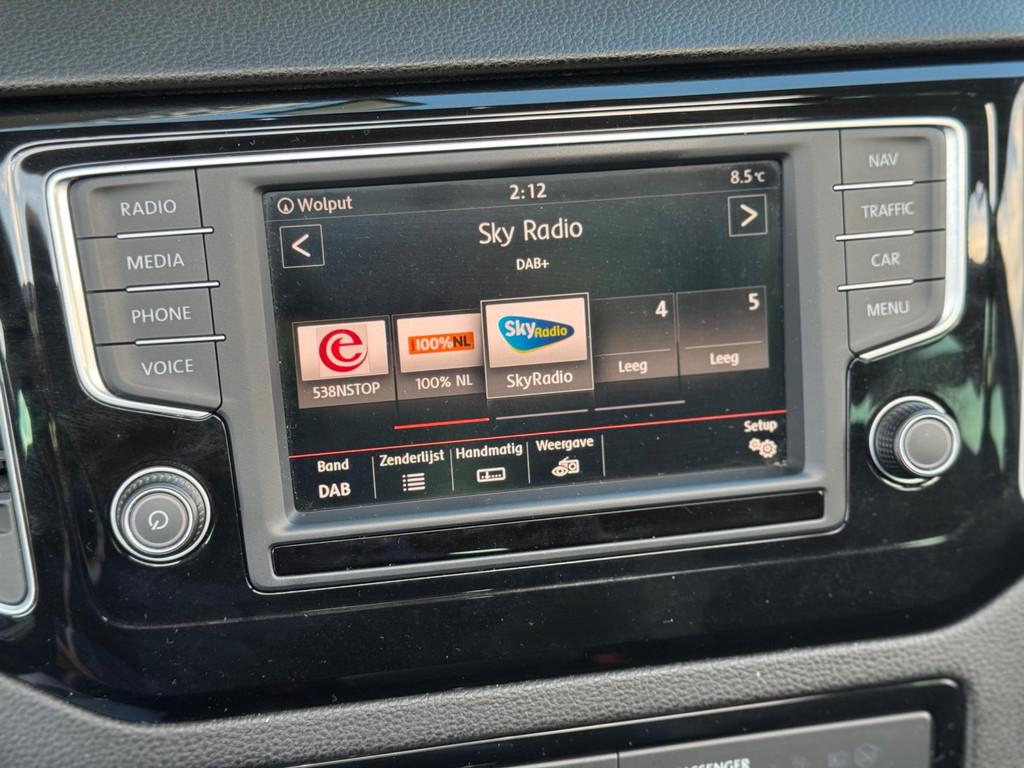 RADIO
MEDIA
PHONE
VOICE
Wolput
2:12
8.5°C
<
Sky Radio
>
DAB+
e
538NSTOP
100%NL
100% NL
SkyRadio
SkyRadio
4
Leeg
5
Leeg
Band
DAB
Zenderlijst
Handmatig
Weergave
Setup
NAV
TRAFFIC
CAR
MENU